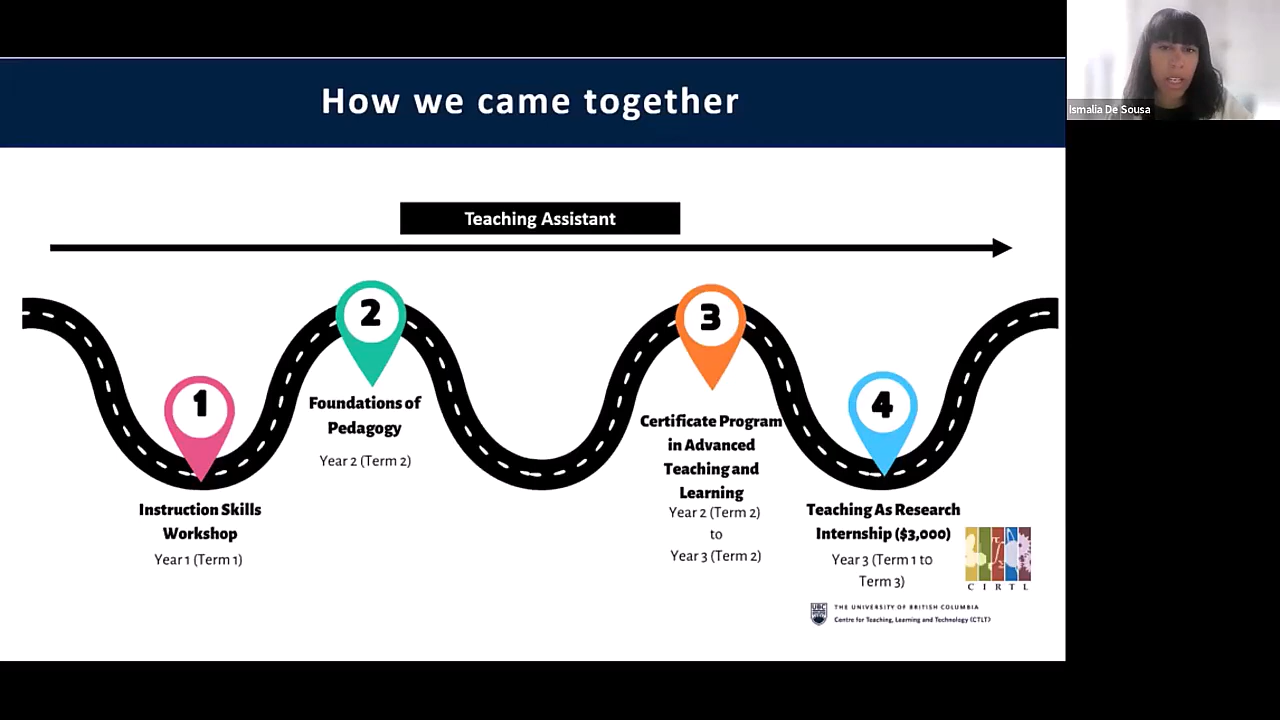 How we came together
Ismalia De Sousa
Teaching Assistant
1
2
3
4
Instruction Skills
Workshop
Year 1 (Term 1)
Foundations of
Pedagogy
Year 2 (Term 2)
Certificate Program
in Advanced
Teaching and
Learning
Year 2 (Term 2)
to
Year 3 (Term 2)
Teaching As Research
Internship ($3,000)
Year 3 (Term 1 to
Term 3)
CIRTL
UBC
THE UNIVERSITY OF BRITISH COLUMBIA
Centre for Teaching, Learning and Technology (CTLT)